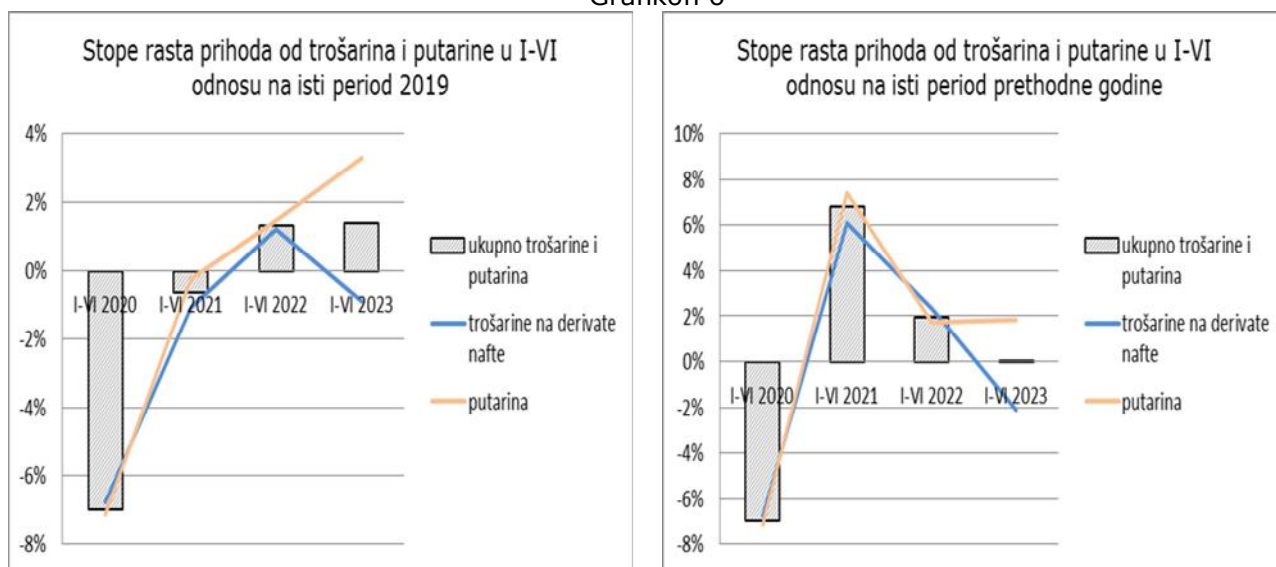 Grafikon 6
Stope rasta prihoda od trošarina i putarine u I-VI
odnosu na isti period 2019
4%
2%
0%
-2%
-4%
-6%
-8%
I-VI 2020
I-VI 2021
I-VI 2022
I-VI 2023
ukupno trošarine i
putarina
trošarine na derivate
nafte
putarina
Stope rasta prihoda od trošarina i putarine u I-VI
odnosu na isti period prethodne godine
10%
8%
6%
4%
2%
0%
-2%
-4%
-6%
-8%
I-VI 2020
I-VI 2021
I-VI 2022
I-VI 2023
ukupno trošarine i
putarina
trošarine na derivate
nafte
putarina